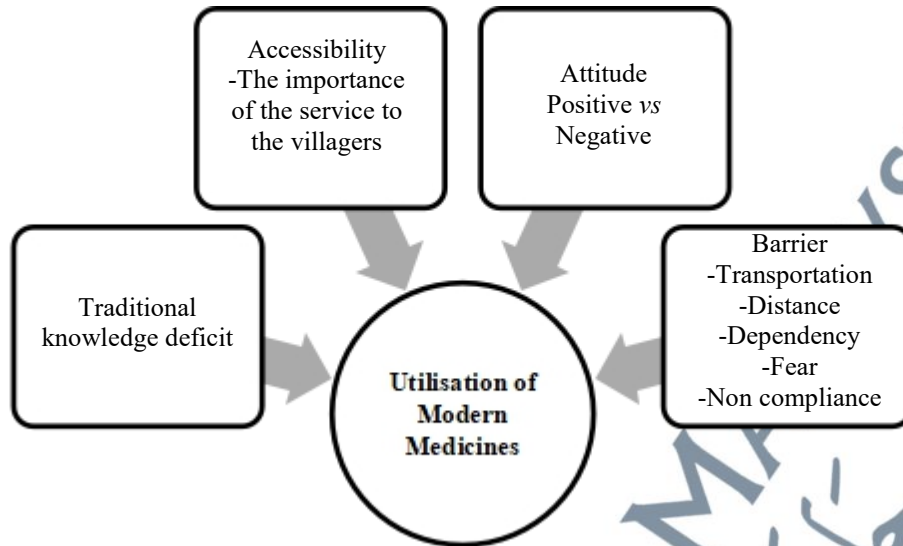 Accessibility
-The importance
of the service to
the villagers
Attitude
Positive vs
Negative
Traditional
knowledge deficit
Barrier
-Transportation
-Distance
-Dependency
-Fear
-Non compliance
Utilisation of
Modern
Medicines